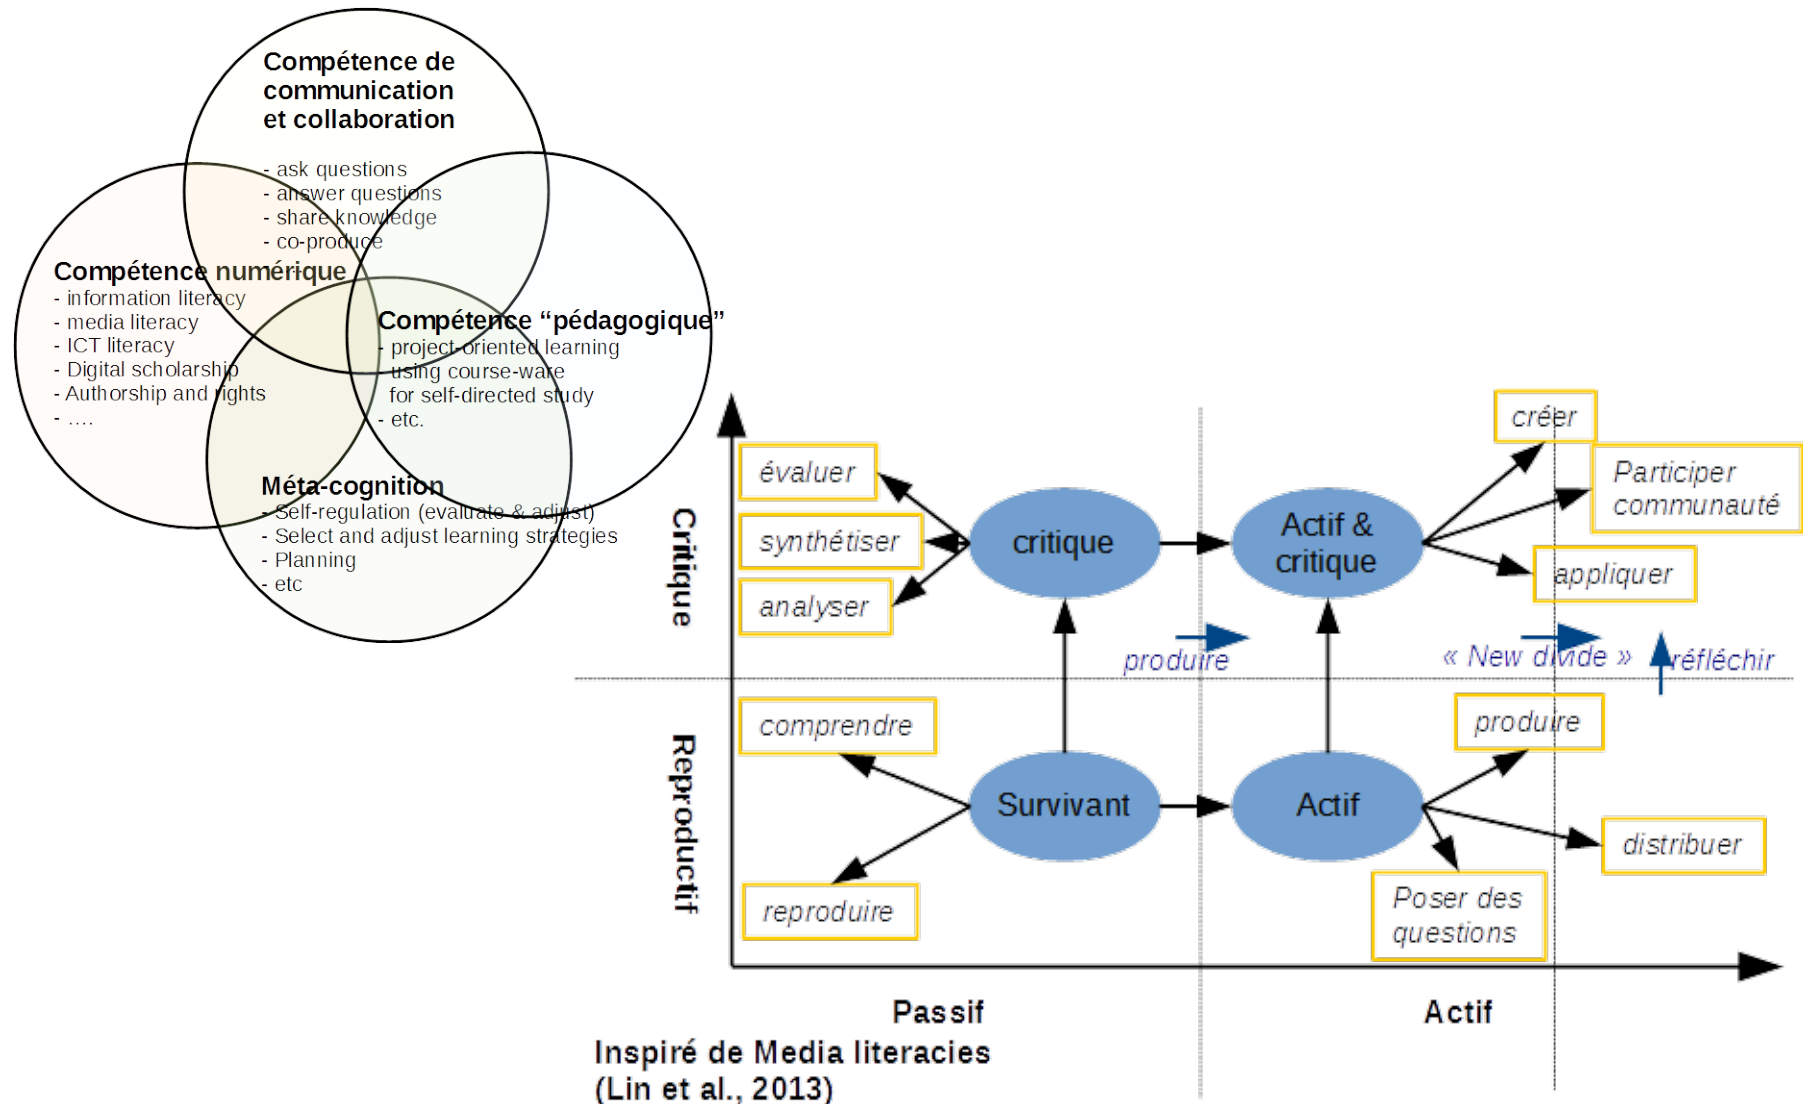 Compétence de
communication
et collaboration
- ask questions
- answer questions
- share knowledge
- co-produce
Compétence numérique
- information literacy
- media literacy
- ICT literacy
- Digital scholarship
- Authorship and rights
- ....
Compétence “pédagogique”
- project-oriented learning
using course-ware
for self-directed study
- etc.
Méta-cognition
- Self-regulation (evaluate & adjust)
- Select and adjust learning strategies
- Planning
- etc
Critique
évaluer
synthétiser
analyser
critique
Actif &
critique
créer
Participer
communauté
appliquer
produire
« New divide »
réfléchir
Reproductif
comprendre
reproduire
Survivant
Actif
produire
distribuer
Poser des
questions
Passif
Actif
Inspiré de Media literacies
(Lin et al., 2013)